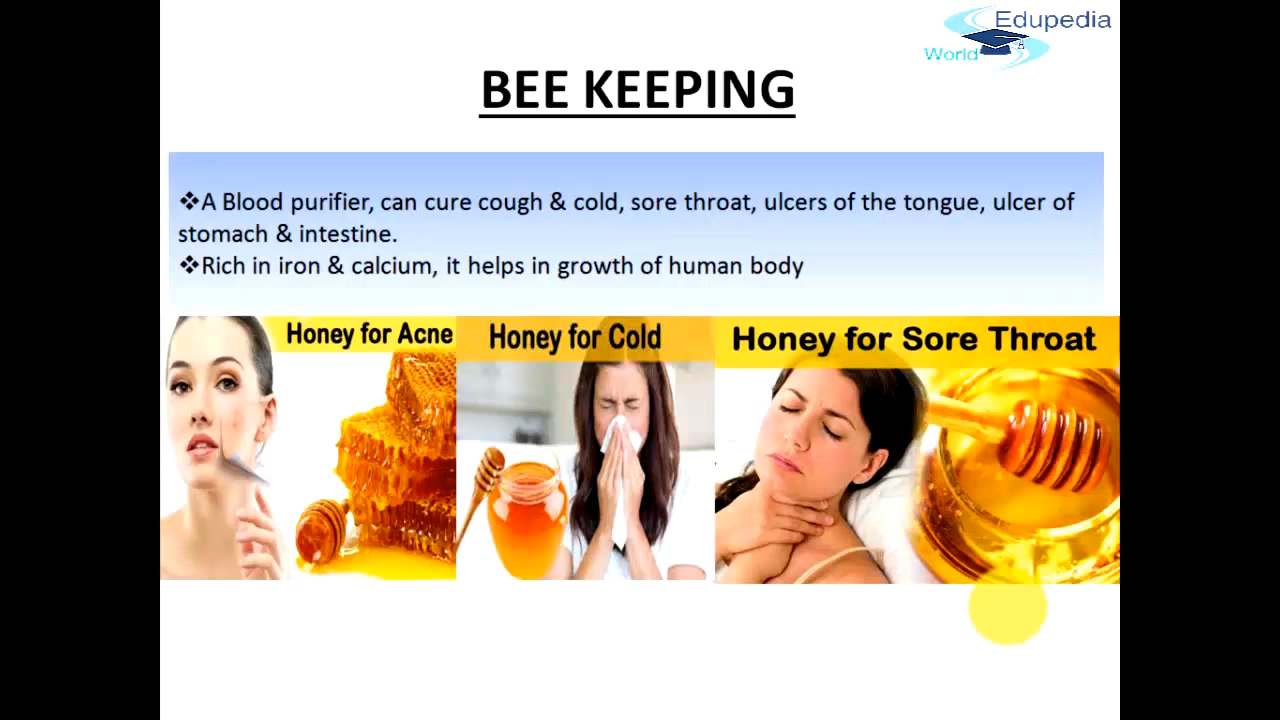 Edupedia
World
BEE KEEPING
❖A Blood purifier, can cure cough & cold, sore throat, ulcers of the tongue, ulcer of
stomach & intestine.
❖Rich in iron & calcium, it helps in growth of human body
Honey for Acne
Honey for Cold
Honey for Sore Throat